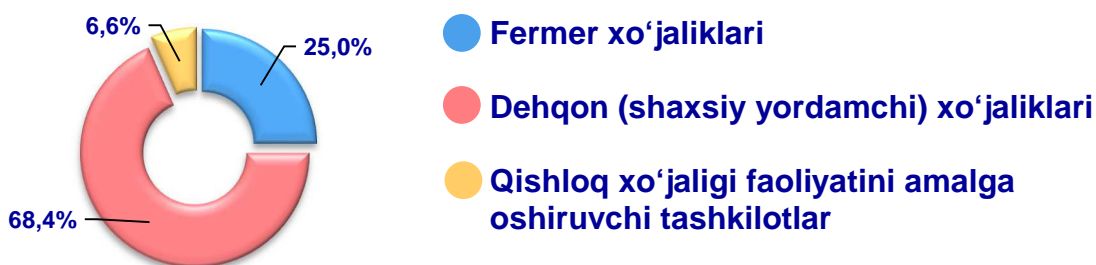 6,6%
25,0%
68,4%
Fermer xo‘jaliklari
Dehqon (shaxsiy yordamchi) xo‘jaliklari
Qishloq xo‘jaligi faoliyatini amalga
oshiruvchi tashkilotlar